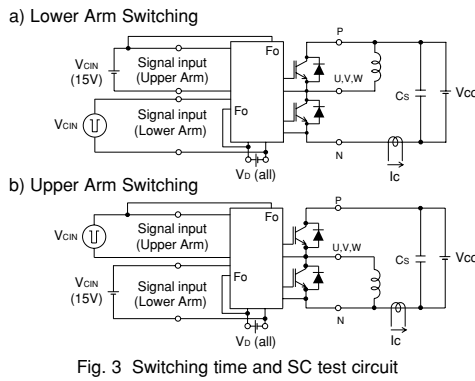 a) Lower Arm Switching
P
Fo
VCIN
(15V)
Signal input
(Upper Arm)
U,V,W
CS
VCC
VCIN
Signal input
(Lower Arm)
Fo
N
VD (all)
Ic
b) Upper Arm Switching
P
Fo
VCIN
Signal input
(Upper Arm)
U,V,W
CS
VCC
VCIN
(15V)
Signal input
(Lower Arm)
Fo
N
VD (all)
Ic
Fig. 3 Switching time and SC test circuit